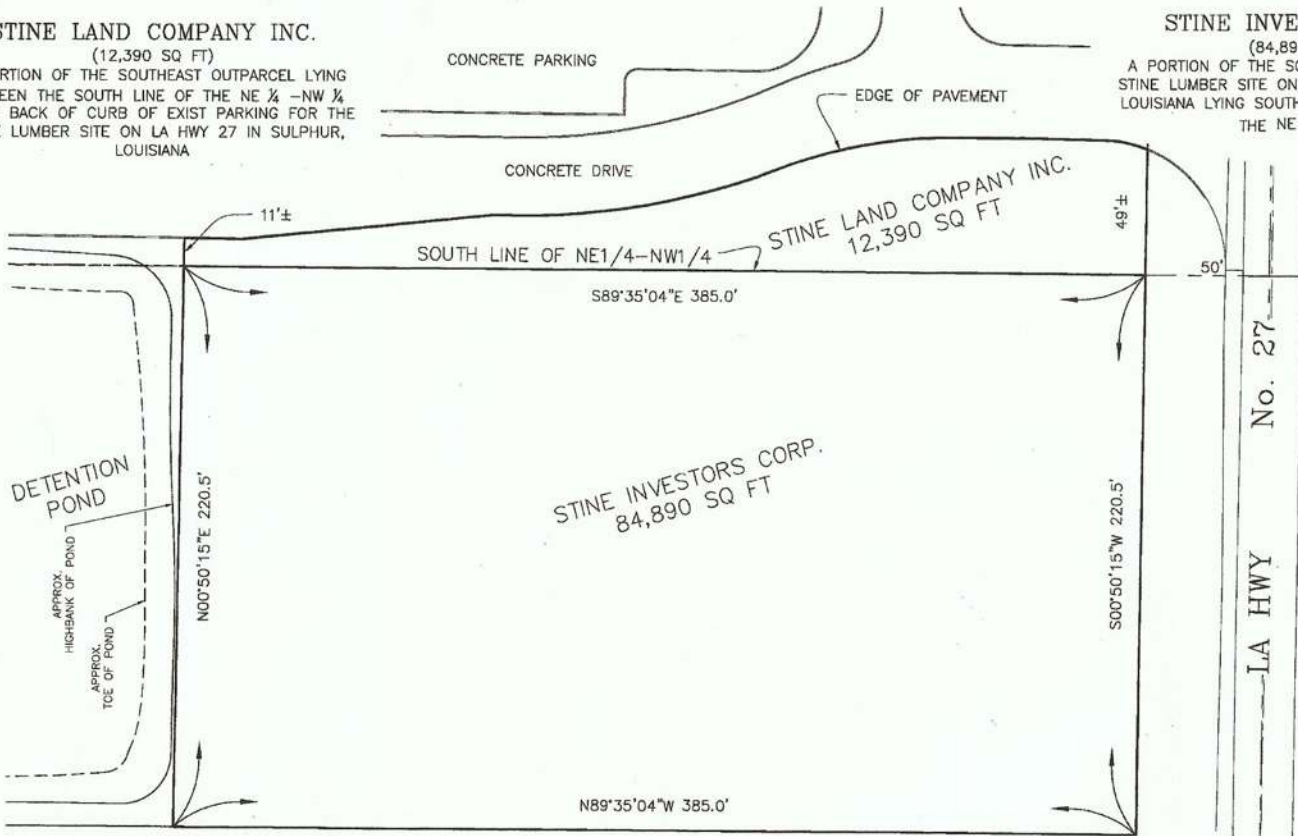 STINE LAND COMPANY INC.
(12,390 SQ FT)
RTION OF THE SOUTHEAST OUTPARCEL LYING
EEN THE SOUTH LINE OF THE NE ¼ -NW ¼
BACK OF CURB OF EXIST PARKING FOR THE
LUMBER SITE ON LA HWY 27 IN SULPHUR,
LOUISIANA
CONCRETE PARKING
STINE INVE
(84,89
A PORTION OF THE SO
STINE LUMBER SITE ON
LOUISIANA LYING SOUTH
THE NE
EDGE OF PAVEMENT
CONCRETE DRIVE
11'±
STINE LAND COMPANY INC.
12,390 SQ FT
49'±
SOUTH LINE OF NE1/4-NW1/4
50'
S89°35'04"E 385.0'
DETENTION
POND
STINE INVESTORS CORP.
84,890 SQ FT
N00°50'15"E 220.5'
S00°50'15"W 220.5'
APPROX.
HIGHBANK OF POND
APPROX.
TOE OF POND
LA HWY No. 27
N89°35'04"W 385.0'